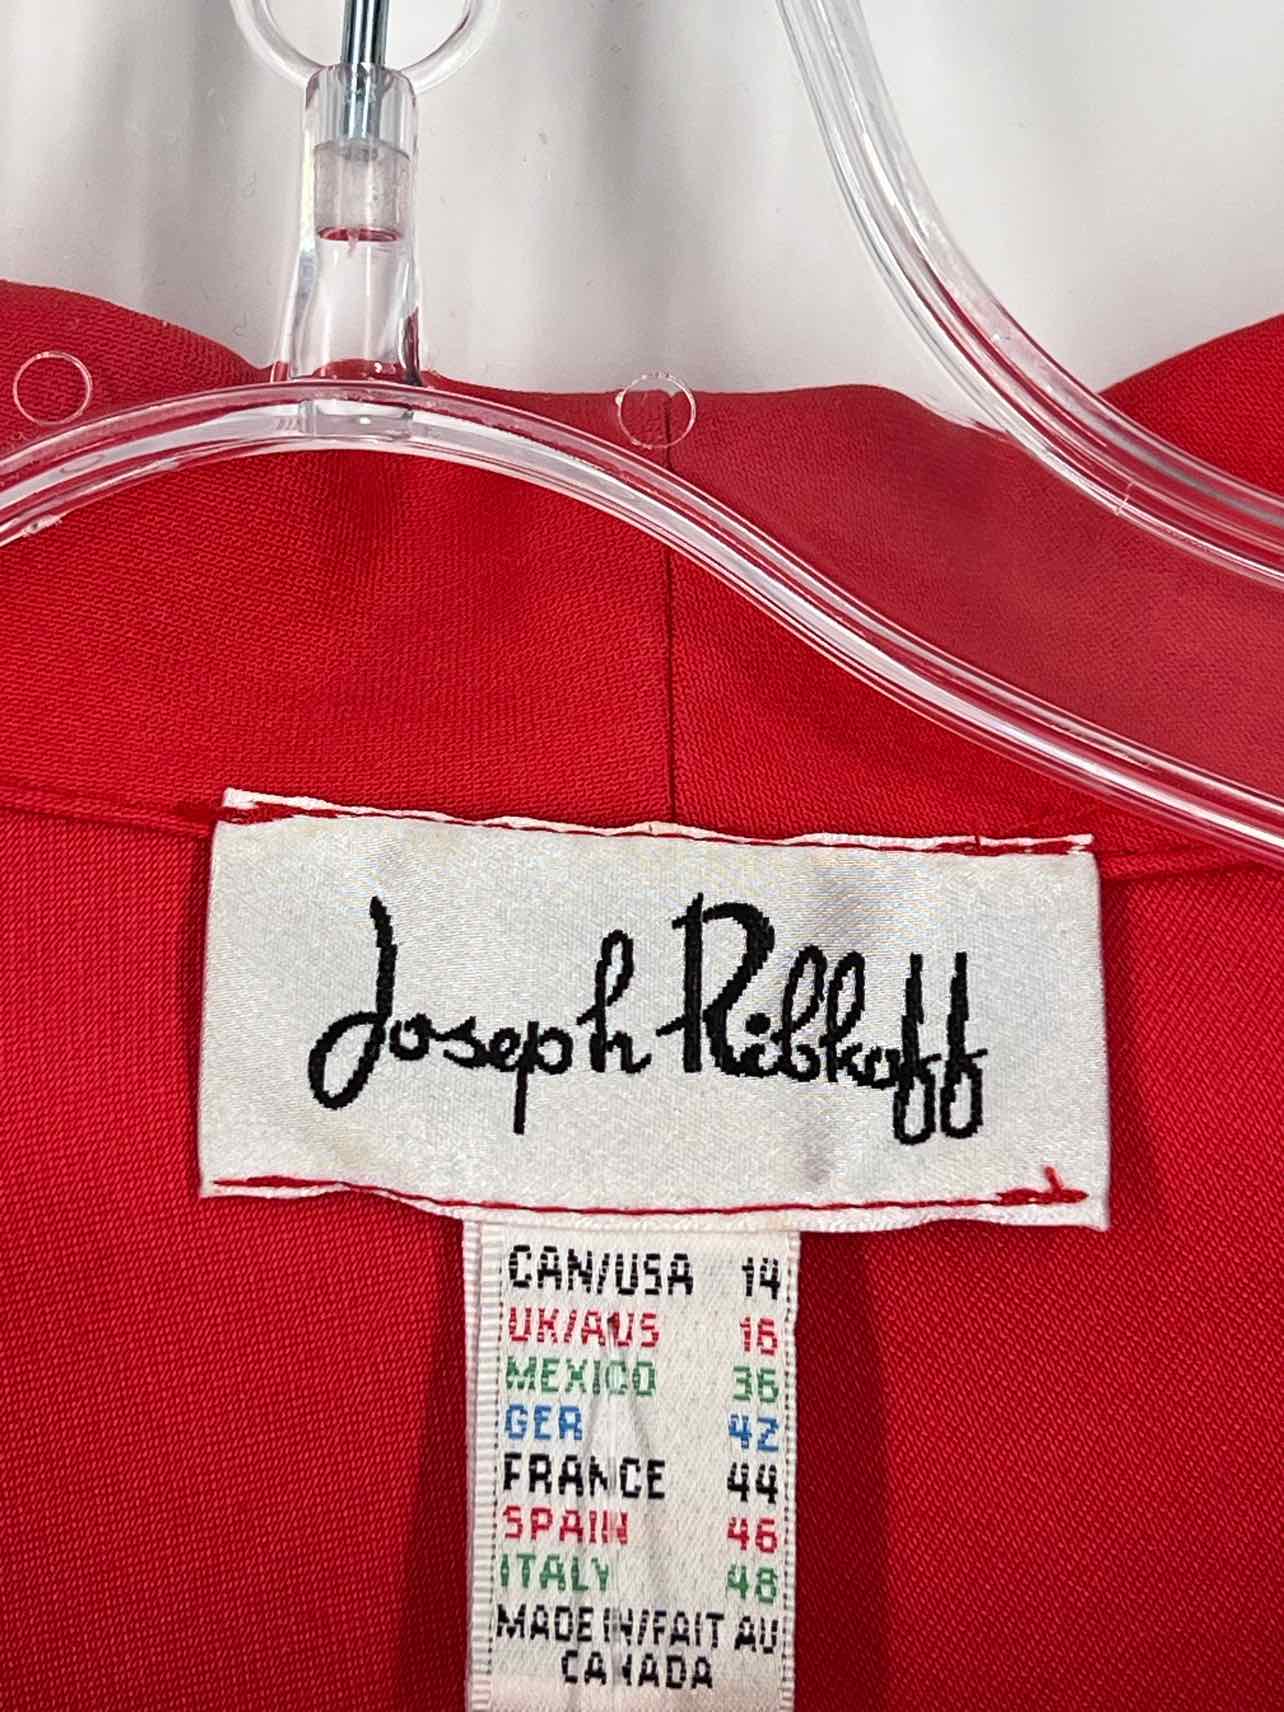 Joseph Ribkoff
CAN/USA 14
UK/AUS 16
MEXICO 36
GER 42
FRANCE 44
SPAIN 46
ITALY 48
MADE IN/FAIT AU
CANADA